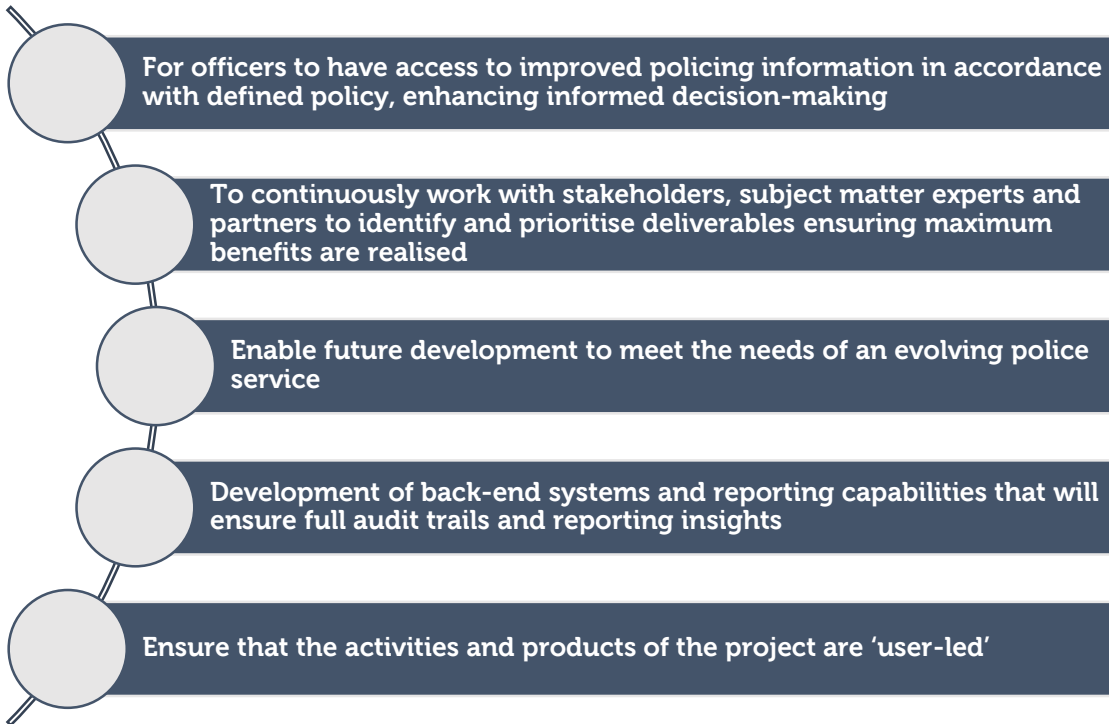 For officers to have access to improved policing information in accordance
with defined policy, enhancing informed decision-making
To continuously work with stakeholders, subject matter experts and
partners to identify and prioritise deliverables ensuring maximum
benefits are realised
Enable future development to meet the needs of an evolving police
service
Development of back-end systems and reporting capabilities that will
ensure full audit trails and reporting insights
Ensure that the activities and products of the project are ‘user-led’